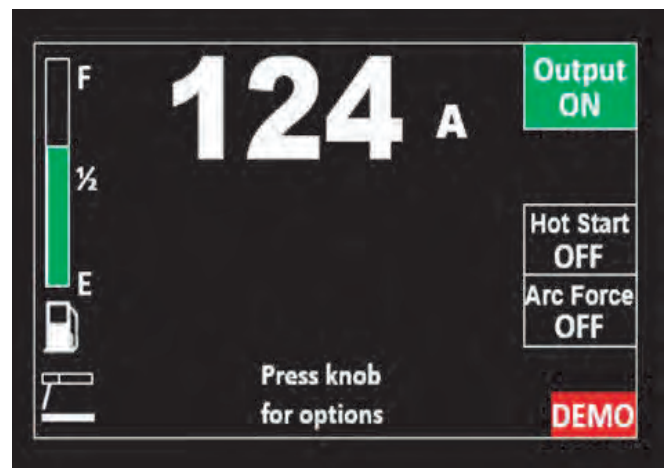 F
½
E
124 A
Output
ON
Hot Start
OFF
Arc Force
OFF
Press knob
for options
DEMO